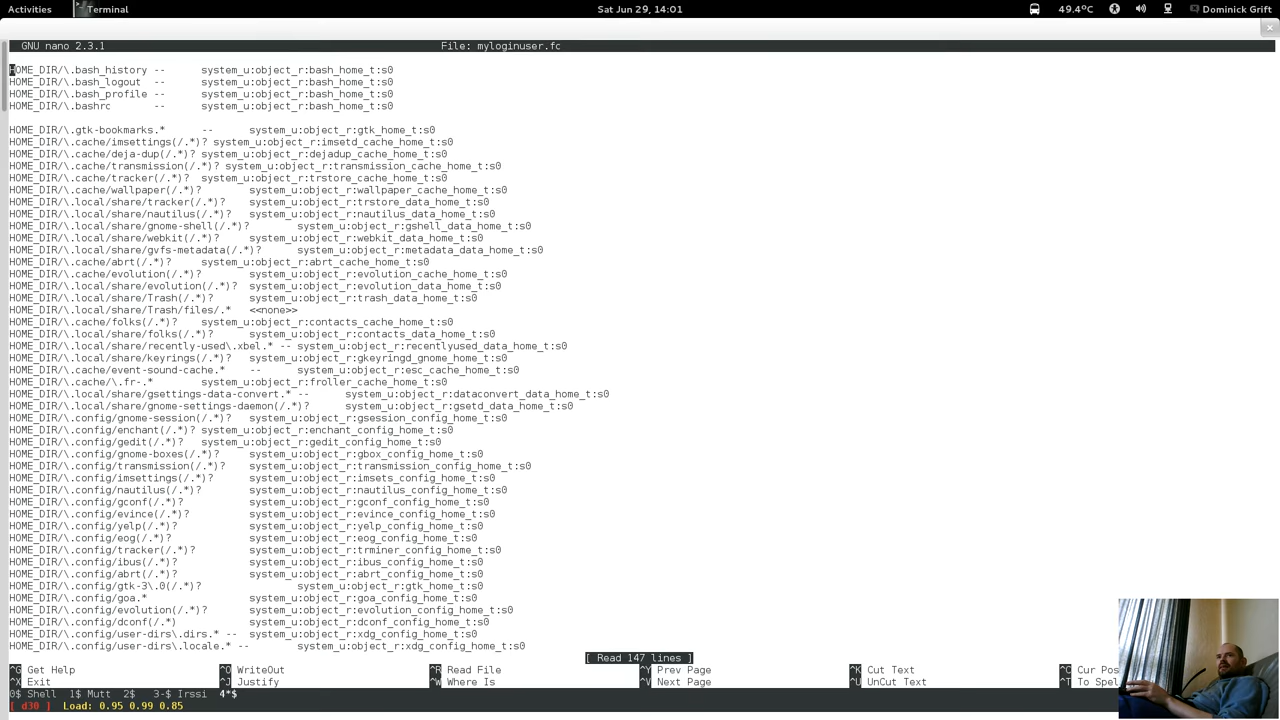 Activities Terminal Sat Jun 29, 14:01 49.4°C Dominick Grift
GNU nano 2.3.1 File: myloginuser.fc
HOME_DIR/\.bash_history -- system_u:object_r:bash_home_t:s0
HOME_DIR/\.bash_logout -- system_u:object_r:bash_home_t:s0
HOME_DIR/\.bash_profile -- system_u:object_r:bash_home_t:s0
HOME_DIR/\.bashrc -- system_u:object_r:bash_home_t:s0
HOME_DIR/\.gtk-bookmarks.* -- system_u:object_r:gtk_home_t:s0
HOME_DIR/\.cache/imsettings(/.*)? system_u:object_r:imsetd_cache_home_t:s0
HOME_DIR/\.cache/deja-dup(/.*)? system_u:object_r:dejadup_cache_home_t:s0
HOME_DIR/\.cache/transmission(/.*)? system_u:object_r:transmission_cache_home_t:s0
HOME_DIR/\.cache/tracker(/.*)? system_u:object_r:trstore_cache_home_t:s0
HOME_DIR/\.cache/wallpaper(/.*)? system_u:object_r:wallpaper_cache_home_t:s0
HOME_DIR/\.local/share/tracker(/.*)? system_u:object_r:trstore_data_home_t:s0
HOME_DIR/\.local/share/nautilus(/.*)? system_u:object_r:nautilus_data_home_t:s0
HOME_DIR/\.local/share/gnome-shell(/.*)? system_u:object_r:gshell_data_home_t:s0
HOME_DIR/\.local/share/webkit(/.*)? system_u:object_r:webkit_data_home_t:s0
HOME_DIR/\.local/share/gvfs-metadata(/.*)? system_u:object_r:metadata_data_home_t:s0
HOME_DIR/\.cache/abrt(/.*)? system_u:object_r:abrt_cache_home_t:s0
HOME_DIR/\.cache/evolution(/.*)? system_u:object_r:evolution_cache_home_t:s0
HOME_DIR/\.local/share/evolution(/.*)? system_u:object_r:evolution_data_home_t:s0
HOME_DIR/\.local/share/Trash(/.*)? system_u:object_r:trash_data_home_t:s0
HOME_DIR/\.local/share/Trash/files/.* <<none>>
HOME_DIR/\.cache/folks(/.*)? system_u:object_r:contacts_cache_home_t:s0
HOME_DIR/\.local/share/folks(/.*)? system_u:object_r:contacts_data_home_t:s0
HOME_DIR/\.local/share/recently-used\.xbel.* -- system_u:object_r:recentlyused_data_home_t:s0
HOME_DIR/\.local/share/keyrings(/.*)? system_u:object_r:gkeyringd_gnome_home_t:s0
HOME_DIR/\.cache/event-sound-cache.* -- system_u:object_r:esc_cache_home_t:s0
HOME_DIR/\.cache/\.fr-.* system_u:object_r:froller_cache_home_t:s0
HOME_DIR/\.local/share/gsettings-data-convert.* -- system_u:object_r:dataconvert_data_home_t:s0
HOME_DIR/\.local/share/gnome-settings-daemon(/.*)? system_u:object_r:gsetd_data_home_t:s0
HOME_DIR/\.config/gnome-session(/.*)? system_u:object_r:gsession_config_home_t:s0
HOME_DIR/\.config/enchant(/.*)? system_u:object_r:enchant_config_home_t:s0
HOME_DIR/\.config/gedit(/.*)? system_u:object_r:gedit_config_home_t:s0
HOME_DIR/\.config/gnome-boxes(/.*)? system_u:object_r:gbox_config_home_t:s0
HOME_DIR/\.config/transmission(/.*)? system_u:object_r:transmission_config_home_t:s0
HOME_DIR/\.config/imsettings(/.*)? system_u:object_r:imsets_config_home_t:s0
HOME_DIR/\.config/nautilus(/.*)? system_u:object_r:nautilus_config_home_t:s0
HOME_DIR/\.config/gconf(/.*)? system_u:object_r:gconf_config_home_t:s0
HOME_DIR/\.config/evince(/.*)? system_u:object_r:evince_config_home_t:s0
HOME_DIR/\.config/yelp(/.*)? system_u:object_r:yelp_config_home_t:s0
HOME_DIR/\.config/eog(/.*)? system_u:object_r:eog_config_home_t:s0
HOME_DIR/\.config/tracker(/.*)? system_u:object_r:trminer_config_home_t:s0
HOME_DIR/\.config/ibus(/.*)? system_u:object_r:ibus_config_home_t:s0
HOME_DIR/\.config/abrt(/.*)? system_u:object_r:abrt_config_home_t:s0
HOME_DIR/\.config/gtk-3\.0(/.*)? system_u:object_r:gtk_home_t:s0
HOME_DIR/\.config/goa.* system_u:object_r:goa_config_home_t:s0
HOME_DIR/\.config/evolution(/.*)? system_u:object_r:evolution_config_home_t:s0
HOME_DIR/\.config/dconf(/.*) system_u:object_r:dconf_config_home_t:s0
HOME_DIR/\.config/user-dirs\.dirs.* -- system_u:object_r:xdg_config_home_t:s0
HOME_DIR/\.config/user-dirs\.locale.* -- system_u:object_r:xdg_config_home_t:s0
[ Read 147 lines ]
^G Get Help ^O WriteOut ^R Read File ^Y Prev Page ^K Cut Text ^C Cur Pos
^X Exit ^J Justify ^W Where Is ^V Next Page ^U UnCut Text ^T To Spel
0$ Shell 1$ Mutt 2$ 3-$ Irssi 4*$
[ d30 ] Load: 0.95 0.99 0.85